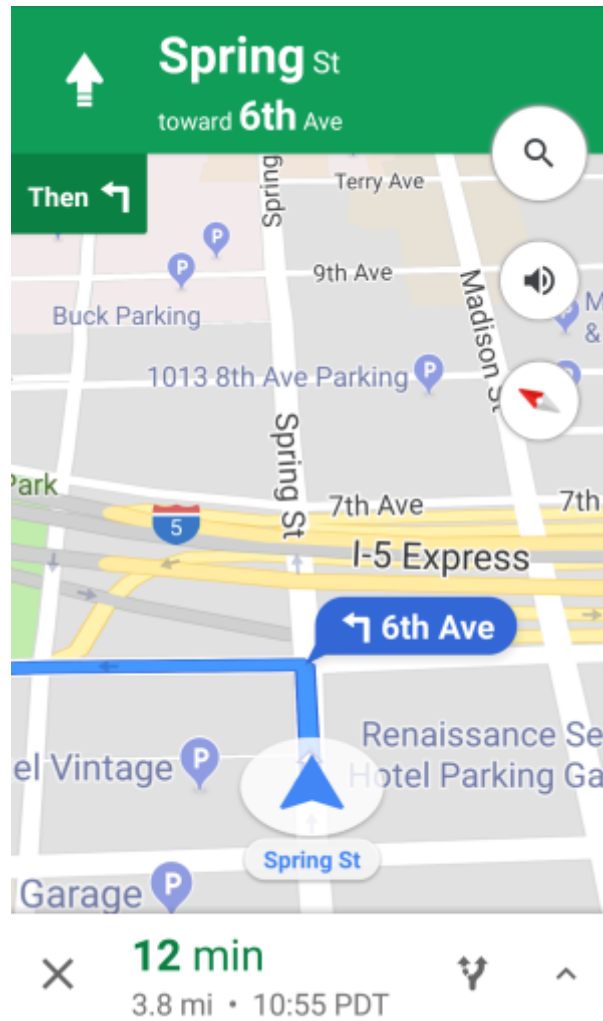 Spring St
toward 6th Ave
Then
Spring
Terry Ave
9th Ave
Madison St
Buck Parking
M
&
1013 8th Ave Parking
Spring St
Park
7th Ave
7th
5
I-5 Express
6th Ave
Renaissance Se
el Vintage
Hotel Parking Ga
Spring St
Garage
12 min
3.8 mi • 10:55 PDT